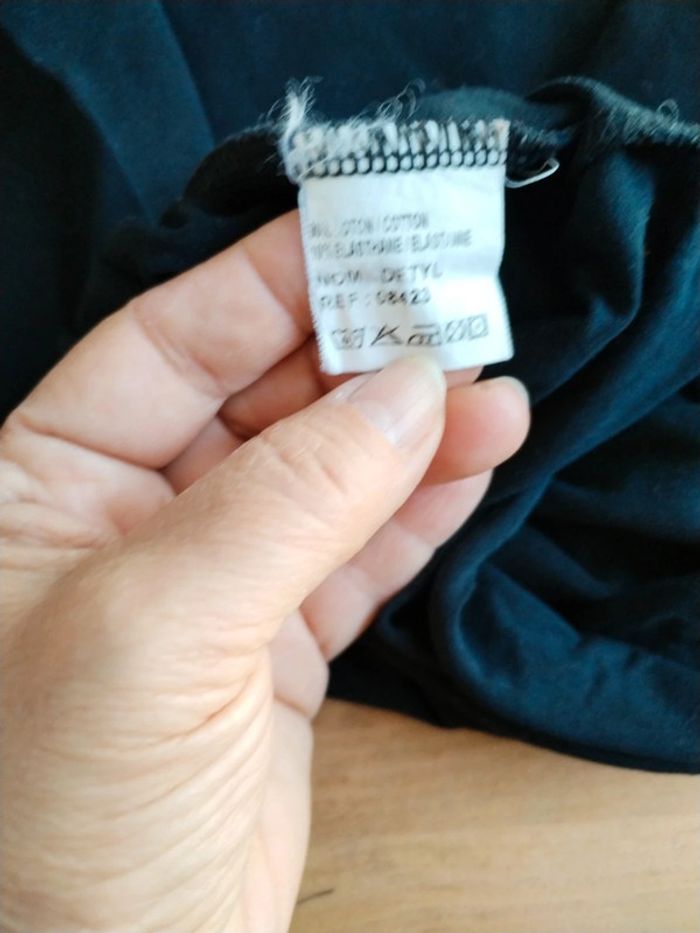 COTON / COTTON
ELASTHANE / ELASTANE
NOM : DETYL
REF : 08423